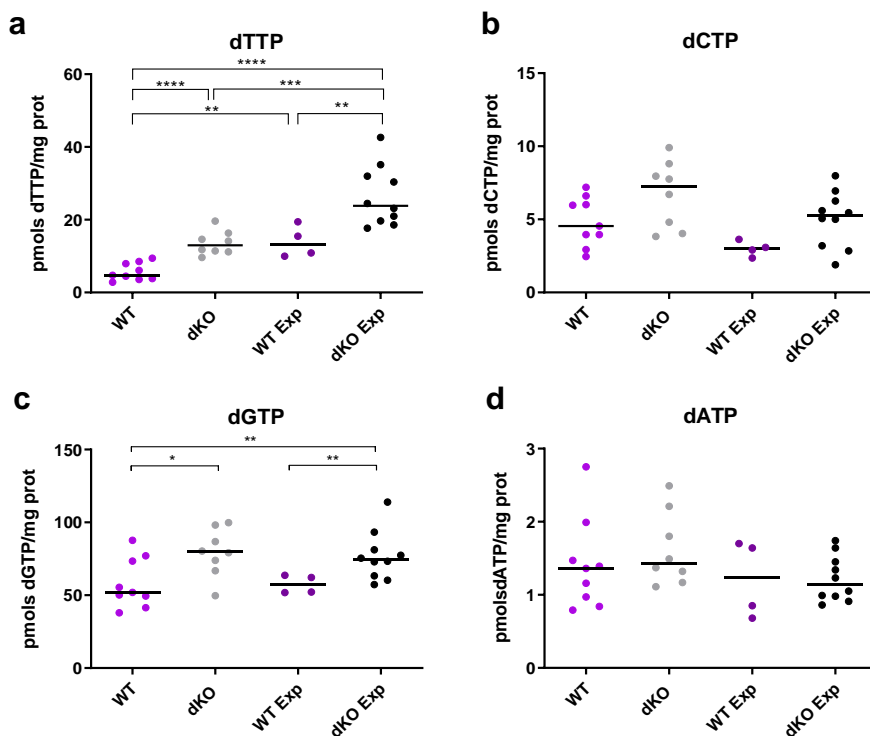 a
dTTP
****
****
***
**
**
60
40
20
0
pmols dTTP/mg prot
WT
dKO
WT Exp
dKO Exp
b
dCTP
15
10
5
0
pmols dCTP/mg prot
WT
dKO
WT Exp
dKO Exp
c
dGTP
**
*
**
150
100
50
0
pmols dGTP/mg prot
WT
dKO
WT Exp
dKO Exp
d
dATP
3
2
1
0
pmolsdATP/mg prot
WT
dKO
WT Exp
dKO Exp